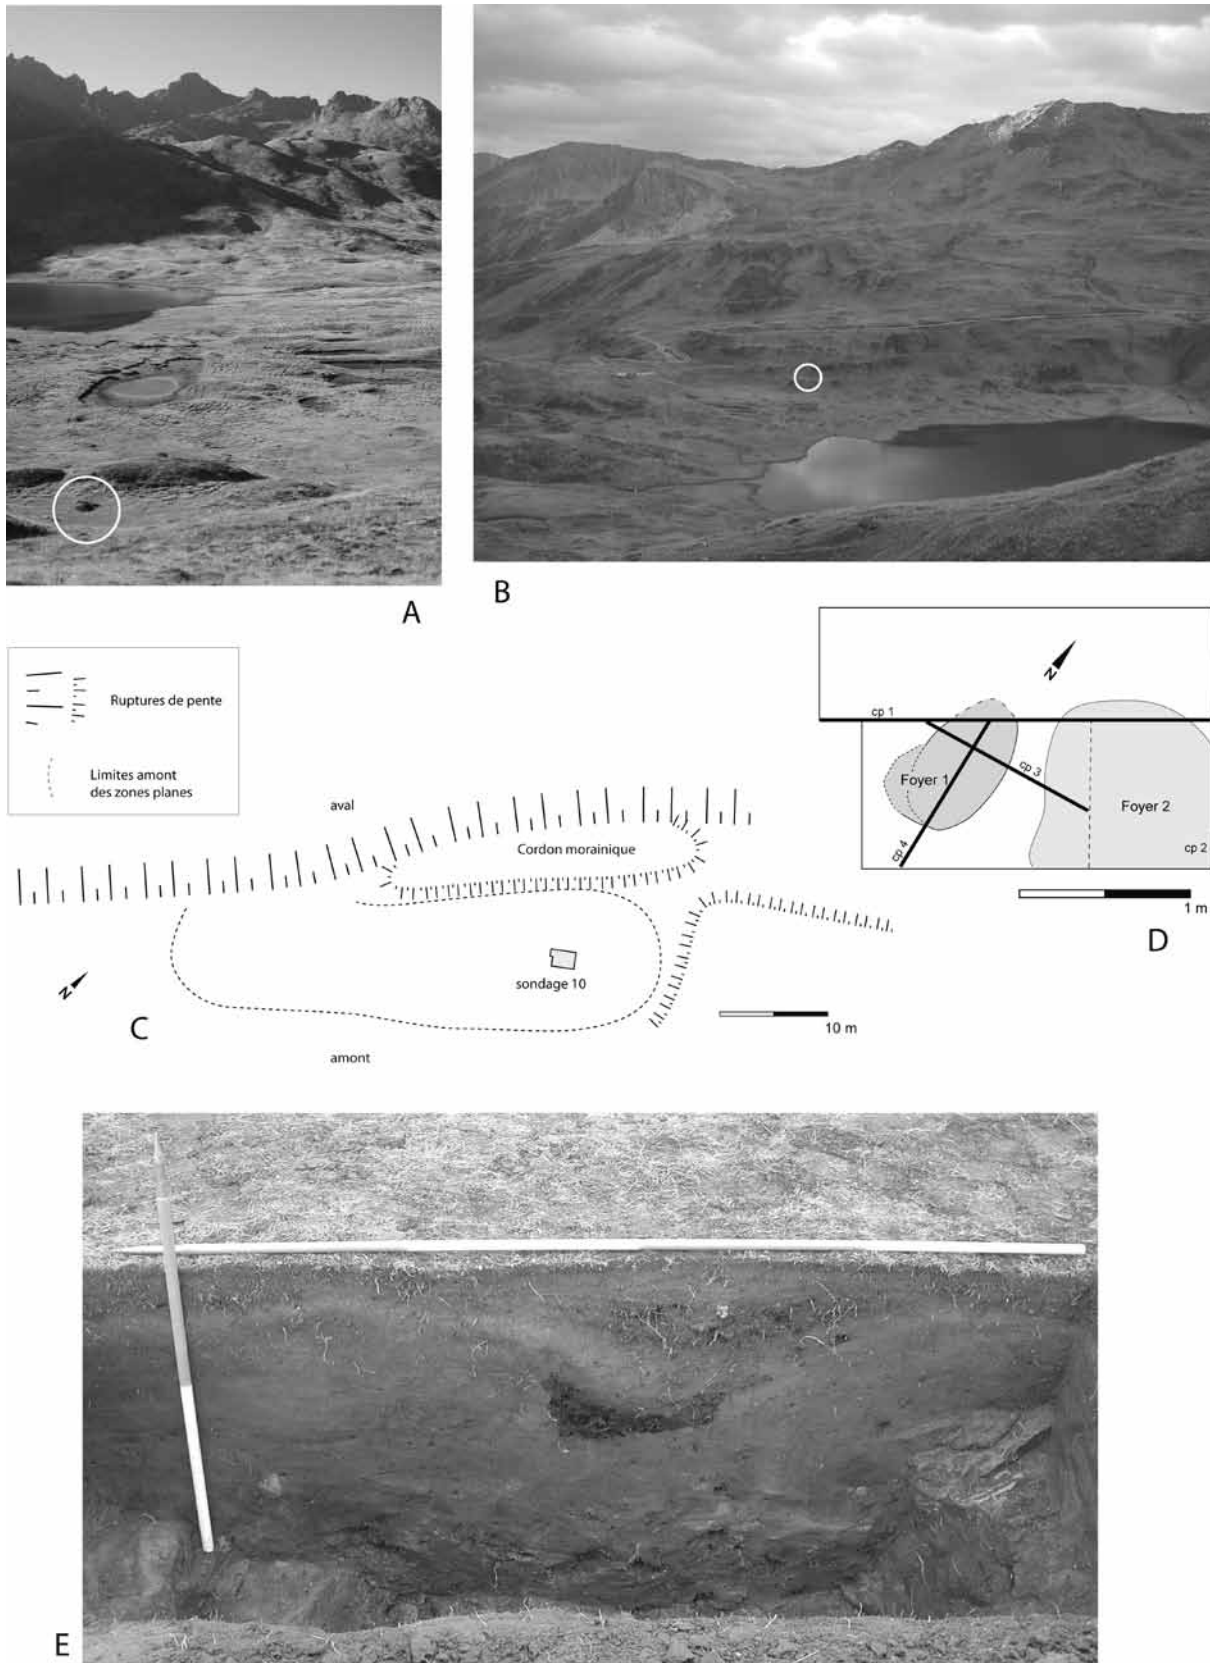 A
B
Ruptures de pente
Limites amont
des zones planes
aval
Cordon morainique
sondage 10
N
C
10 m
amont
N
cp 1
Foyer 1
cp 3
Foyer 2
cp 4
cp 2
1 m
D
E